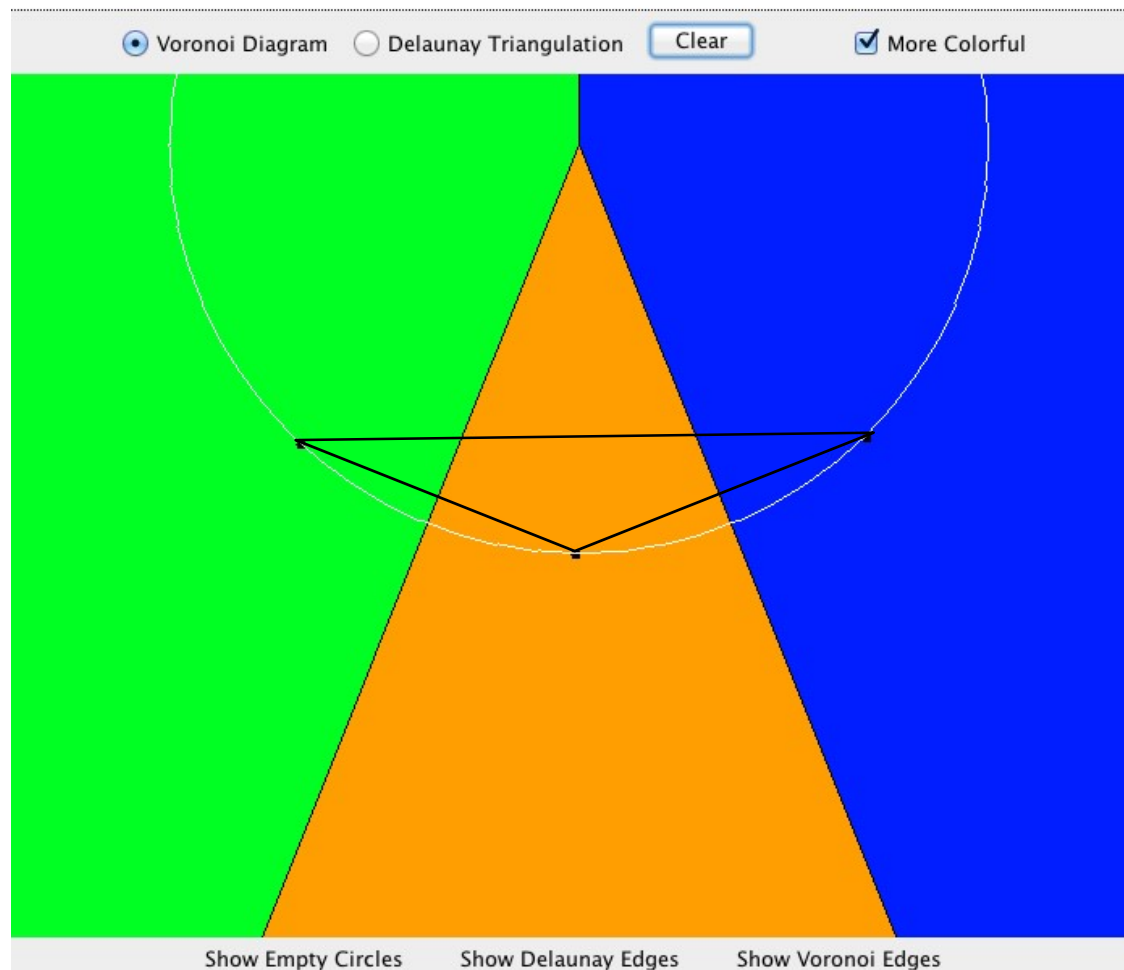 Voronoi Diagram Delaunay Triangulation Clear More Colorful
Show Empty Circles Show Delaunay Edges Show Voronoi Edges